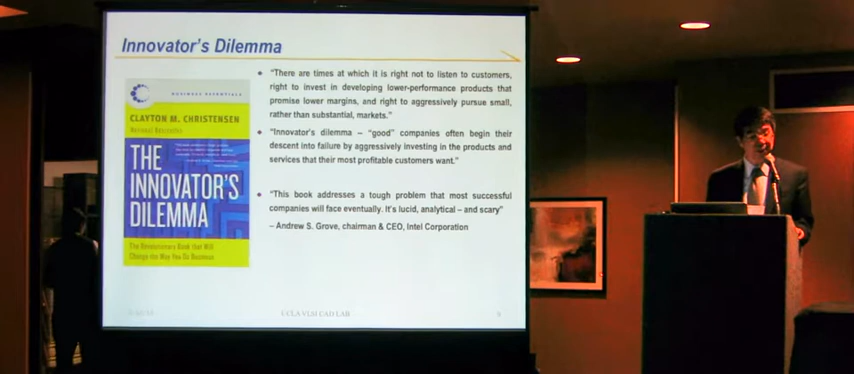 Innovator's Dilemma
"There are times at which it is right not to listen to customers,
right to invest in developing lower-performance products that
promise lower margins, and right to aggressively pursue small,
rather than substantial, markets."
"Innovator's dilemma – "good" companies often begin their
descent into failure by aggressively investing in the products and
services that their most profitable customers want."
"This book addresses a tough problem that most successful
companies will face eventually. It's lucid, analytical – and scary"
– Andrew S. Grove, chairman & CEO, Intel Corporation
BUSINESS ESSENTIALS
CLAYTON M. CHRISTENSEN
National Bestseller
THE
INNOVATOR'S
DILEMMA
The Revolutionary Book that Will
Change the Way You Do Business
UCLA VLSI CAD LAB